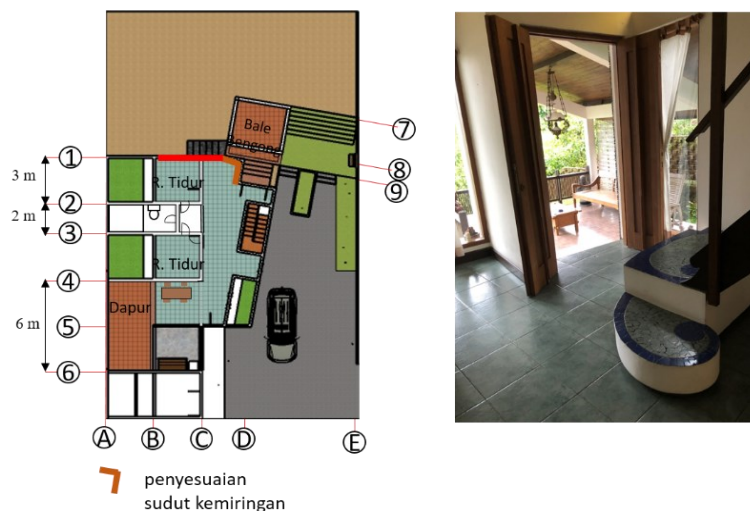 Bale
Bengong
7
1
8
3 m
R. Tidur
9
2
2 m
3
R. Tidur
4
Dapur
6 m
5
6
A
B
C
D
E
penyesuaian
sudut kemiringan